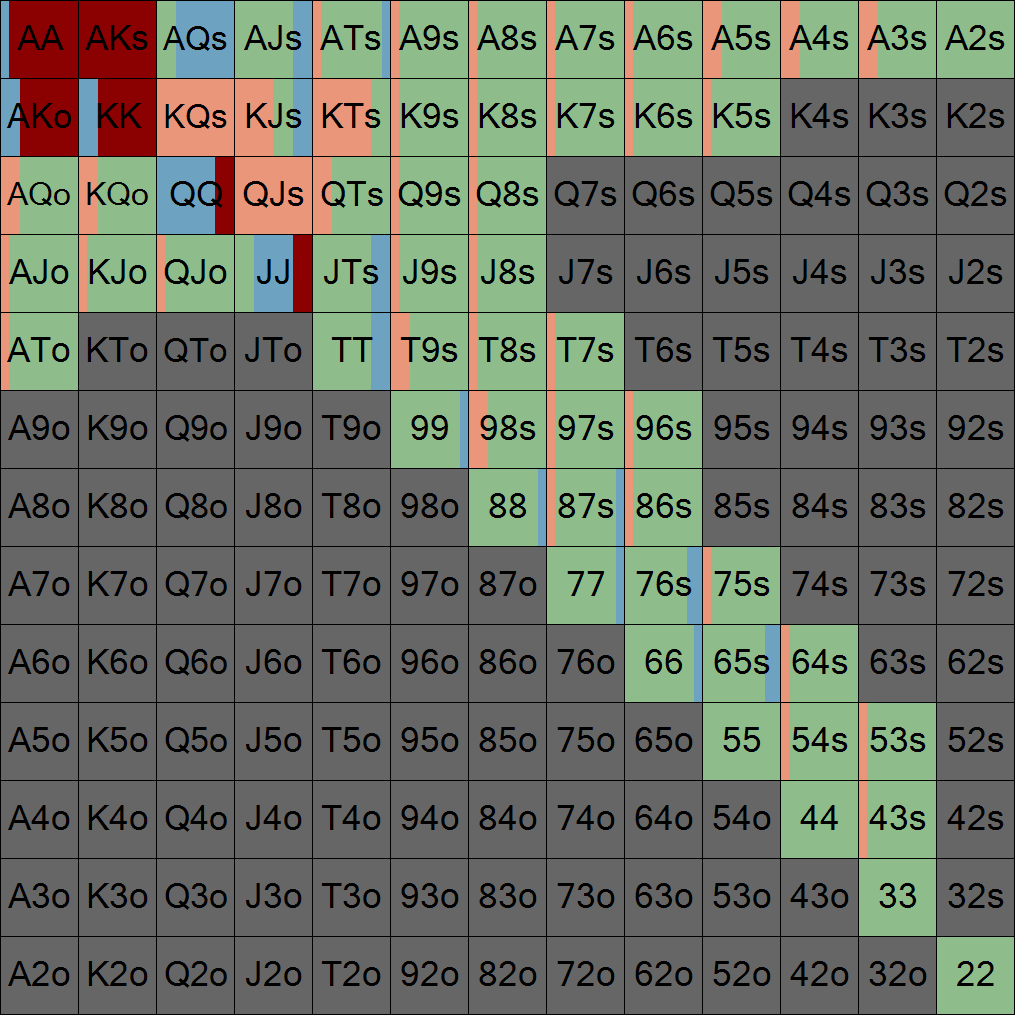 AA AKs AQs AJs ATs A9s A8s A7s A6s A5s A4s A3s A2s
AKo KK KQs KJs KTs K9s K8s K7s K6s K5s K4s K3s K2s
AQo KQo QQ QJs QTs Q9s Q8s Q7s Q6s Q5s Q4s Q3s Q2s
AJo KJo QJo JJ JTs J9s J8s J7s J6s J5s J4s J3s J2s
ATo KTo QTo JTo TT T9s T8s T7s T6s T5s T4s T3s T2s
A9o K9o Q9o J9o T9o 99 98s 97s 96s 95s 94s 93s 92s
A8o K8o Q8o J8o T8o 98o 88 87s 86s 85s 84s 83s 82s
A7o K7o Q7o J7o T7o 97o 87o 77 76s 75s 74s 73s 72s
A6o K6o Q6o J6o T6o 96o 86o 76o 66 65s 64s 63s 62s
A5o K5o Q5o J5o T5o 95o 85o 75o 65o 55 54s 53s 52s
A4o K4o Q4o J4o T4o 94o 84o 74o 64o 54o 44 43s 42s
A3o K3o Q3o J3o T3o 93o 83o 73o 63o 53o 43o 33 32s
A2o K2o Q2o J2o T2o 92o 82o 72o 62o 52o 42o 32o 22